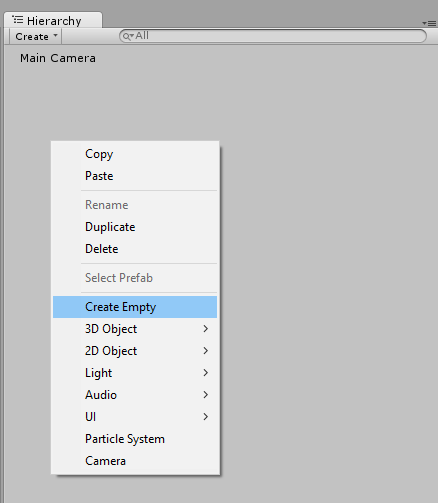 Hierarchy
Create
All
Main Camera
Copy
Paste
Rename
Duplicate
Delete
Select Prefab
Create Empty
3D Object
2D Object
Light
Audio
UI
Particle System
Camera